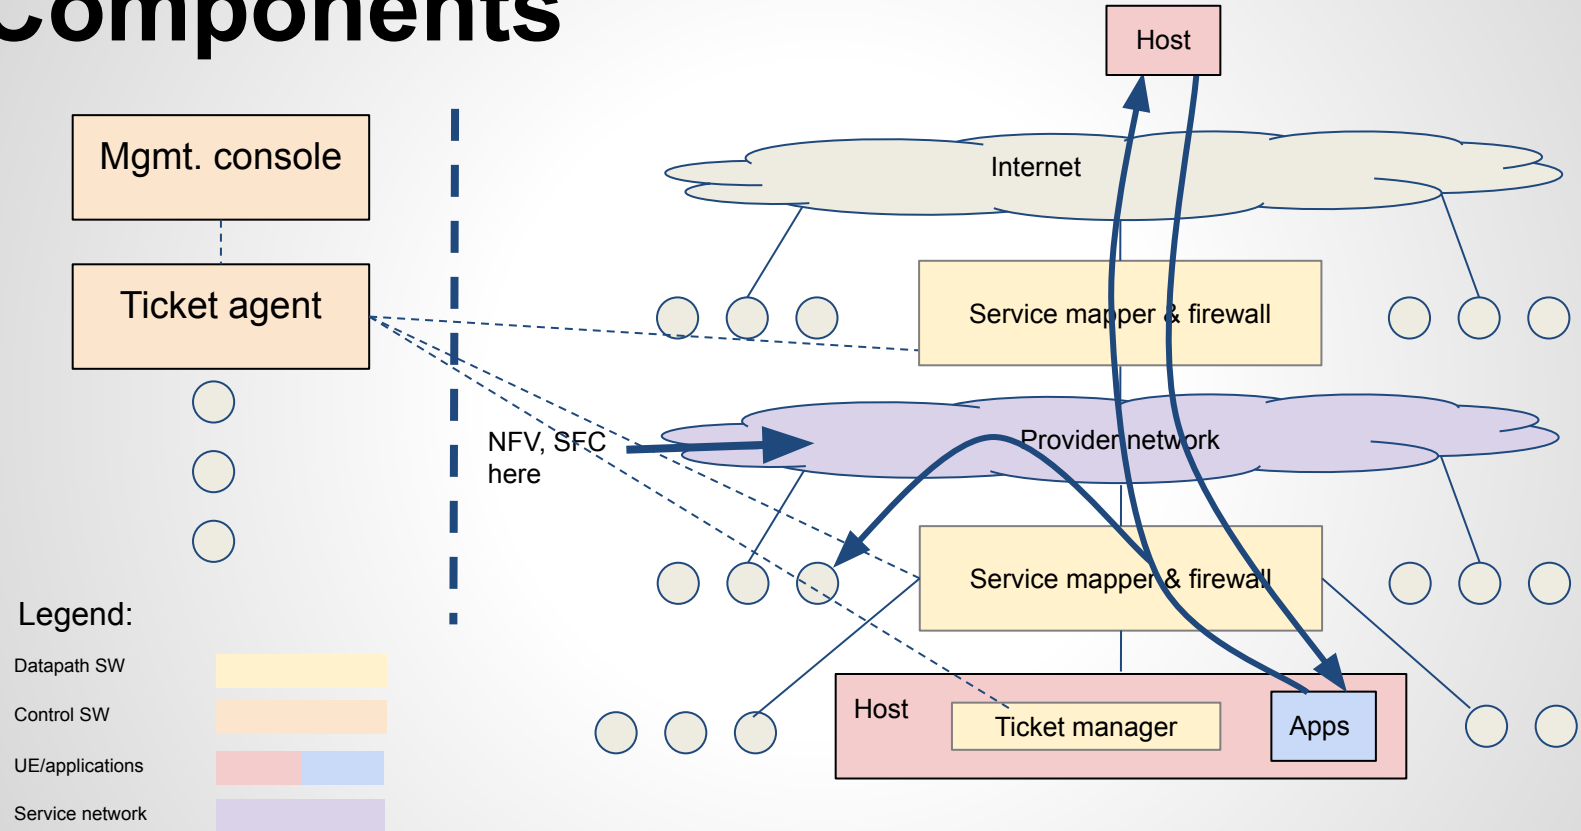 Components
Host
Mgmt. console
Internet
Ticket agent
Service mapper & firewall
NFV, SFC
here
Provider network
Service mapper & firewall
Host
Ticket manager
Apps
Legend:
Datapath SW
Control SW
UE/applications
Service network